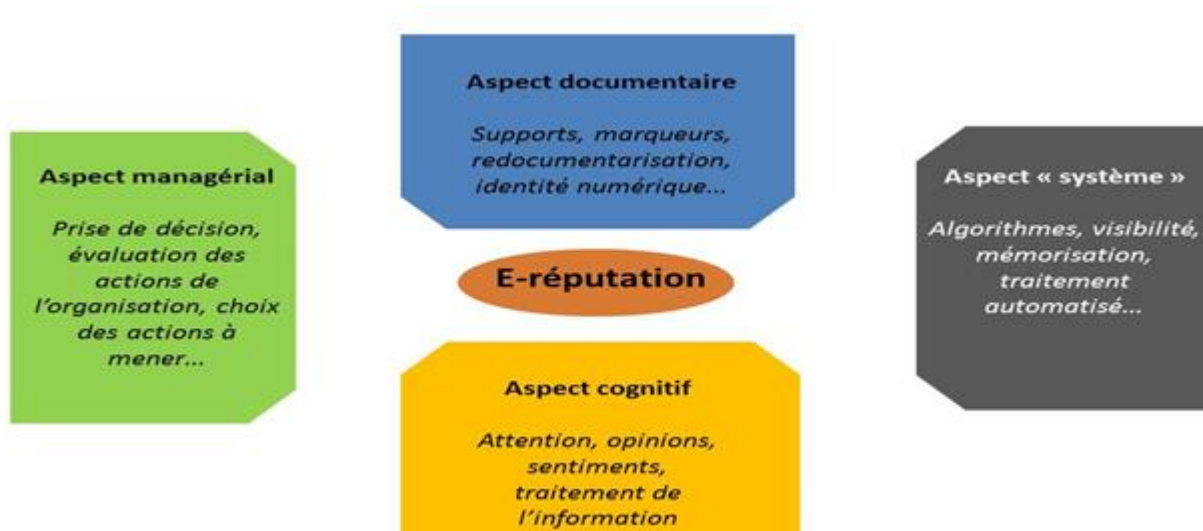 Aspect documentaire
Supports, marqueurs,
redocumentarisation,
identité numérique...
Aspect managérial
Prise de décision,
évaluation des
actions de
l'organisation, choix
des actions à
mener...
E-réputation
Aspect « système »
Algorithmes, visibilité,
mémorisation,
traitement
automatisé...
Aspect cognitif
Attention, opinions,
sentiments,
traitement de
l'information